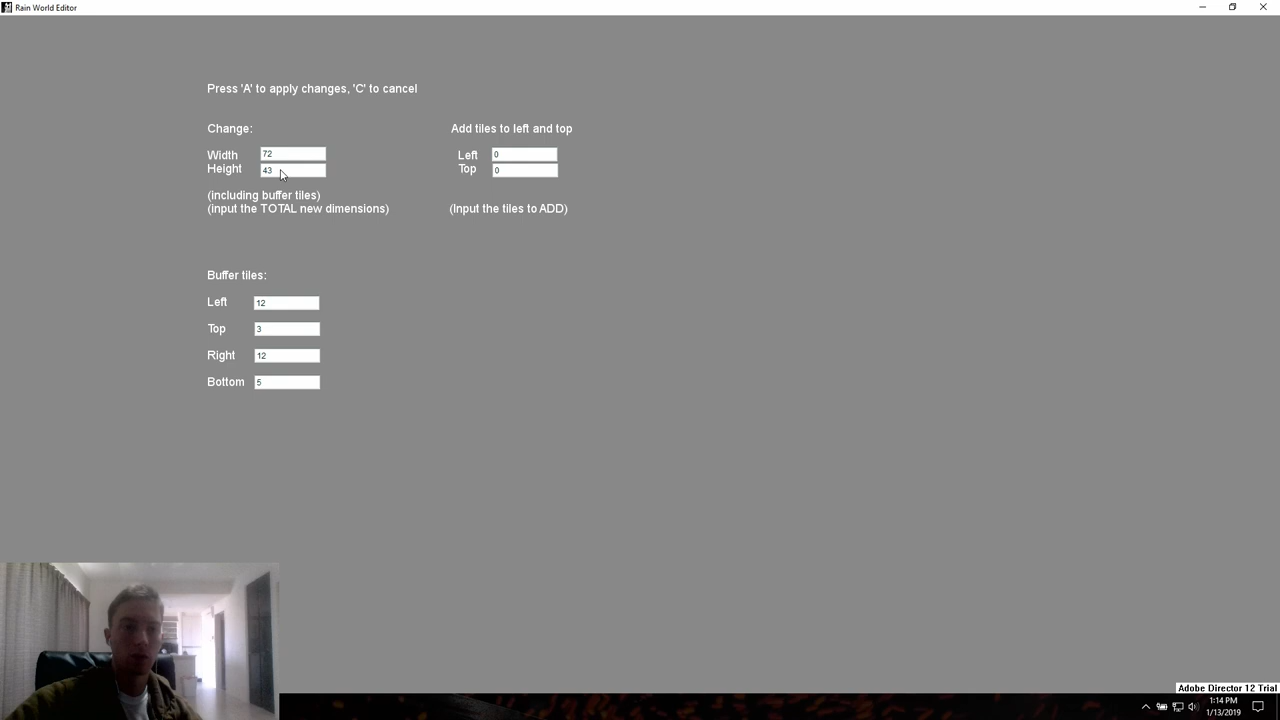 Rain World Editor
Press 'A' to apply changes, 'C' to cancel
Change:
Add tiles to left and top
Width 72
Left 0
Height 43
Top 0
(including buffer tiles)
(input the TOTAL new dimensions)
(Input the tiles to ADD)
Buffer tiles:
Left 12
Top 3
Right 12
Bottom 5
Adobe Director 12 Trial
1:14 PM
1/13/2019